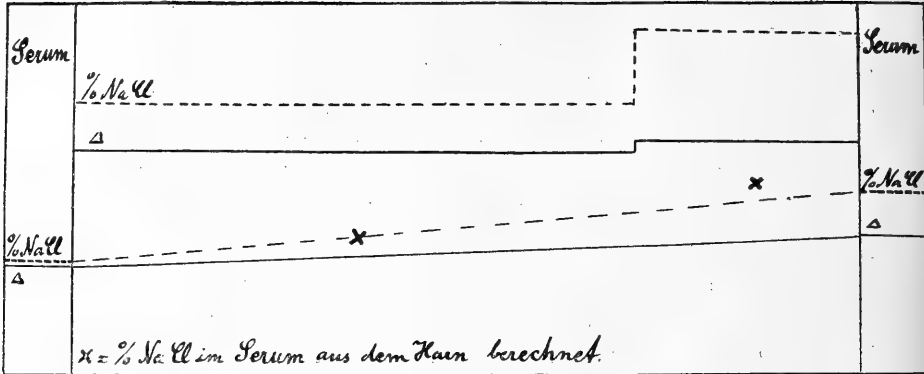 Serum
Serum
% NaCl
Δ
% NaCl
Δ
% NaCl
Δ
x = % NaCl im Serum aus dem Harn berechnet.